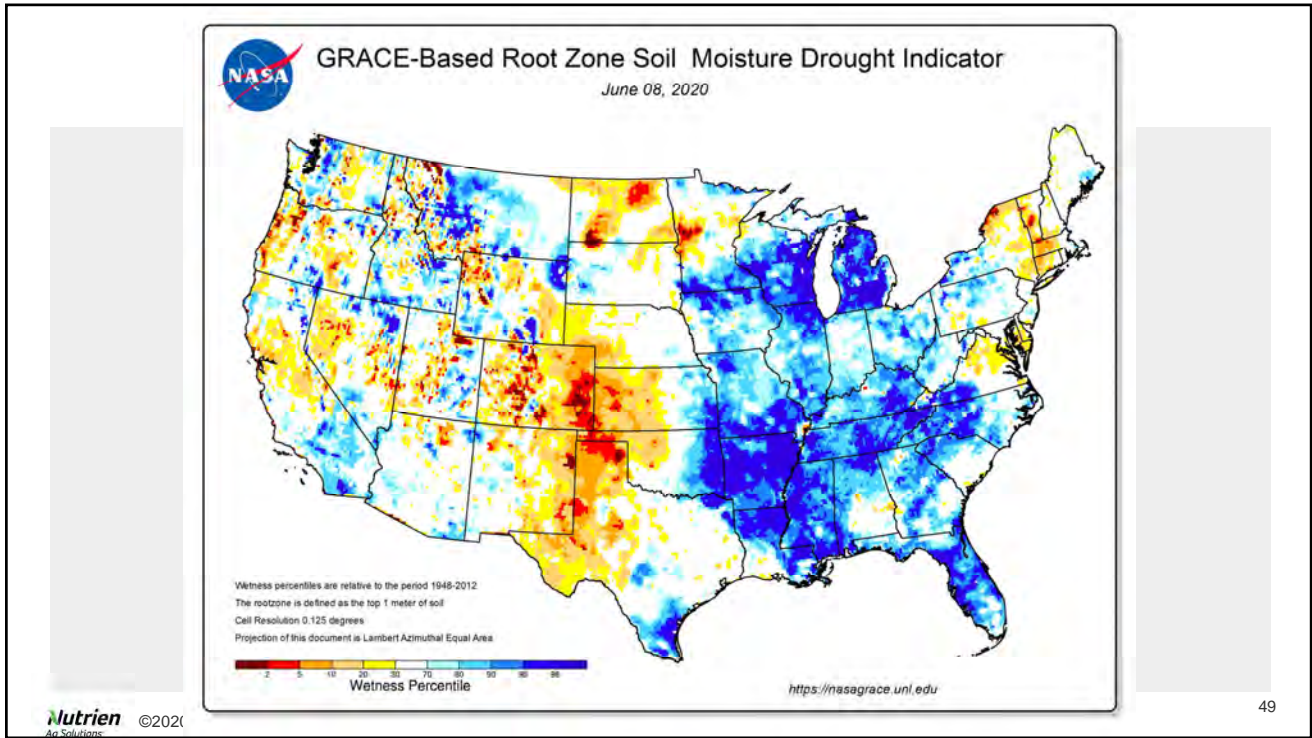 NASA
GRACE-Based Root Zone Soil Moisture Drought Indicator
June 08, 2020
Wetness percentiles are relative to the period 1948-2012
The rootzone is defined as the top 1 meter of soil
Cell Resolution 0.125 degrees
Projection of this document is Lambert Azimuthal Equal Area
2 5 10 20 30 70 80 90 95 98
Wetness Percentile
https://nasagrace.unl.edu
Nutrien ©2020
Ag Solutions
49